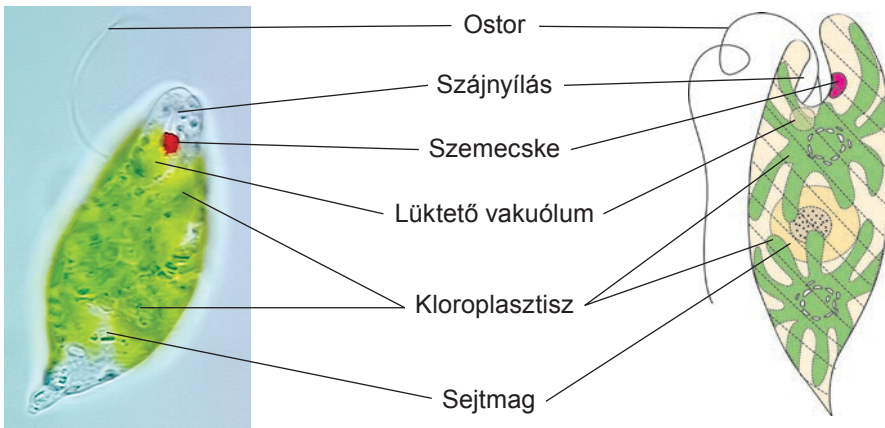 Ostor
Szájnyílás
Szemecske
Lüktető vakuólum
Kloroplasztisz
Sejtmag